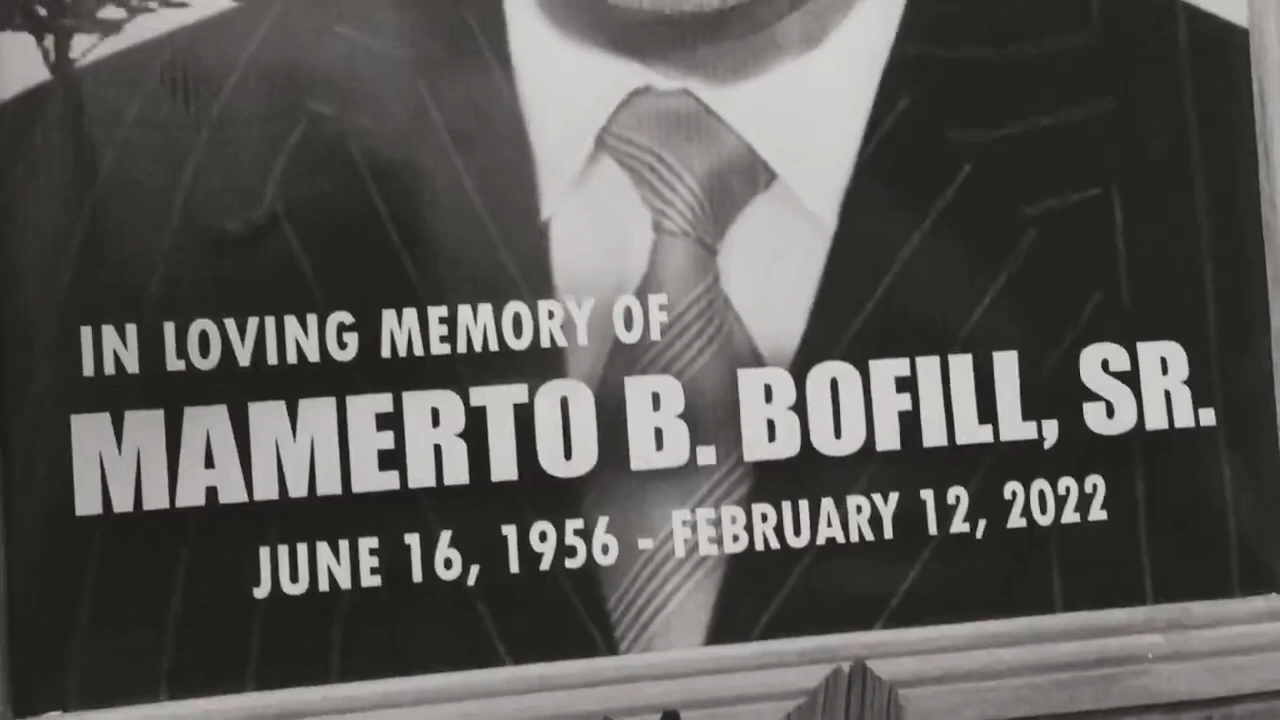 IN LOVING MEMORY OF
MAMERTO B. BOFILL, SR.
JUNE 16, 1956 - FEBRUARY 12, 2022